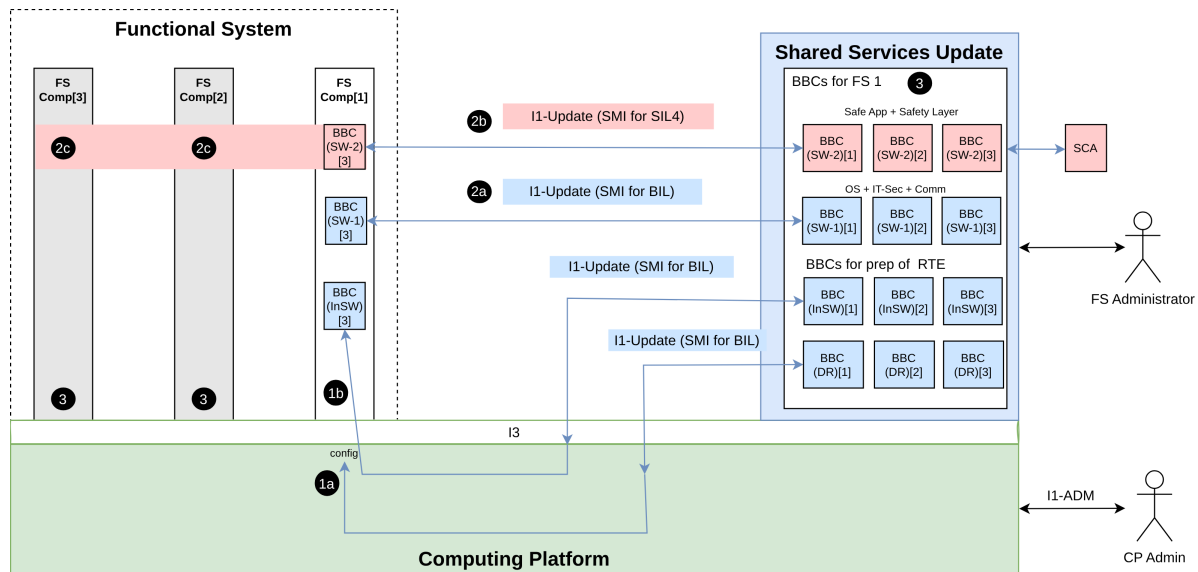 Functional System
FS
Comp[3]
FS
Comp[2]
FS
Comp[1]
2c
2c
BBC
(SW-2)
[3]
BBC
(SW-1)
[3]
BBC
(InSW)
[3]
3
3
1b
2b
I1-Update (SMI for SIL4)
2a
I1-Update (SMI for BIL)
I1-Update (SMI for BIL)
I1-Update (SMI for BIL)
Shared Services Update
BBCs for FS 1
3
Safe App + Safety Layer
BBC
(SW-2)[1]
BBC
(SW-2)[2]
BBC
(SW-2)[3]
SCA
OS + IT-Sec + Comm
BBC
(SW-1)[1]
BBC
(SW-1)[2]
BBC
(SW-1)[3]
BBCs for prep of RTE
BBC
(InSW)[1]
BBC
(InSW)[2]
BBC
(InSW)[3]
BBC
(DR)[1]
BBC
(DR)[2]
BBC
(DR)[3]
FS Administrator
I3
config
1a
Computing Platform
I1-ADM
CP Admin